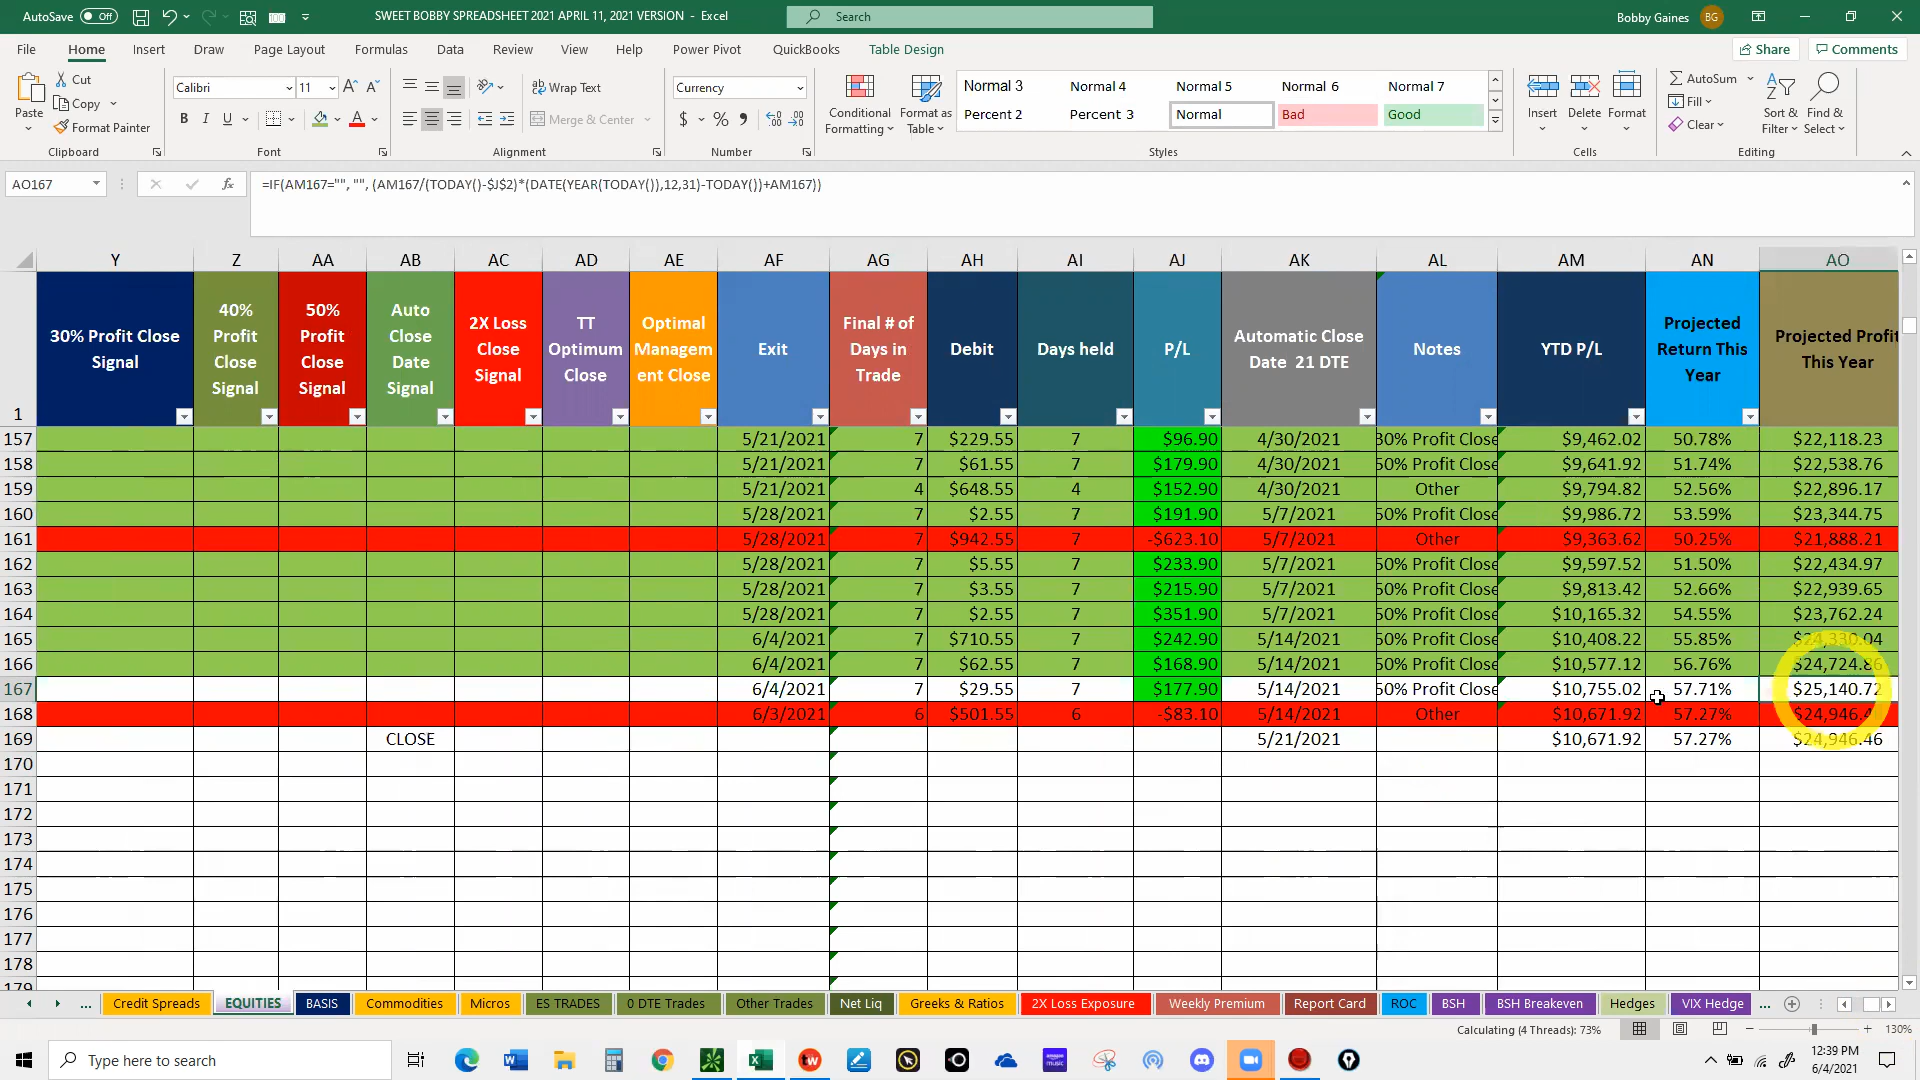 AutoSave Off SWEET BOBBY SPREADSHEET 2021 APRIL 11, 2021 VERSION - Excel Search Bobby Gaines BG
File Home Insert Draw Page Layout Formulas Data Review View Help Power Pivot QuickBooks Table Design Share Comments
Paste Cut Copy Format Painter
Calibri 11 A A B I U A
Wrap Text Merge & Center
Currency $ % 9
Conditional Formatting Format as Table
Normal 3 Normal 4 Normal 5 Normal 6 Normal 7
Percent 2 Percent 3 Normal Bad Good
Insert Delete Format
AutoSum Fill Clear Sort & Filter Find & Select
Clipboard Font Alignment Number Styles Cells Editing
AO167 fx =IF(AM167="", "", (AM167/(TODAY()-$J$2)*(DATE(YEAR(TODAY()),12,31)-TODAY())+AM167))
Y Z AA AB AC AD AE AF AG AH AI AJ AK AL AM AN AO
1 30% Profit Close Signal 40% Profit Close Signal 50% Profit Close Signal Auto Close Date Signal 2X Loss Close Signal TT Optimum Close Optimal Managem ent Close Exit Final # of Days in Trade Debit Days held P/L Automatic Close Date 21 DTE Notes YTD P/L Projected Return This Year Projected Profit This Year
157 5/21/2021 7 $229.55 7 $96.90 4/30/2021 30% Profit Close $9,462.02 50.78% $22,118.23
158 5/21/2021 7 $61.55 7 $179.90 4/30/2021 50% Profit Close $9,641.92 51.74% $22,538.76
159 5/21/2021 4 $648.55 4 $152.90 4/30/2021 Other $9,794.82 52.56% $22,896.17
160 5/28/2021 7 $2.55 7 $191.90 5/7/2021 50% Profit Close $9,986.72 53.59% $23,344.75
161 5/28/2021 7 $942.55 7 -$623.10 5/7/2021 Other $9,363.62 50.25% $21,888.21
162 5/28/2021 7 $5.55 7 $233.90 5/7/2021 50% Profit Close $9,597.52 51.50% $22,434.97
163 5/28/2021 7 $3.55 7 $215.90 5/7/2021 50% Profit Close $9,813.42 52.66% $22,939.65
164 5/28/2021 7 $2.55 7 $351.90 5/7/2021 50% Profit Close $10,165.32 54.55% $23,762.24
165 6/4/2021 7 $710.55 7 $242.90 5/14/2021 50% Profit Close $10,408.22 55.85% $24,330.04
166 6/4/2021 7 $62.55 7 $168.90 5/14/2021 50% Profit Close $10,577.12 56.76% $24,724.86
167 6/4/2021 7 $29.55 7 $177.90 5/14/2021 50% Profit Close $10,755.02 57.71% $25,140.72
168 6/3/2021 6 $501.55 6 -$83.10 5/14/2021 Other $10,671.92 57.27%
169 CLOSE 5/21/2021 $10,671.92 57.27% $24,946.46
170
171
172
173
174
175
176
177
178
179
... Credit Spreads EQUITIES BASIS Commodities Micros ES TRADES 0 DTE Trades Other Trades Net Liq Greeks & Ratios 2X Loss Exposure Weekly Premium Report Card ROC BSH BSH Breakeven Hedges VIX Hedge ...
Calculating (4 Threads): 73% 130%
Type here to search W tw 12:39 PM
6/4/2021